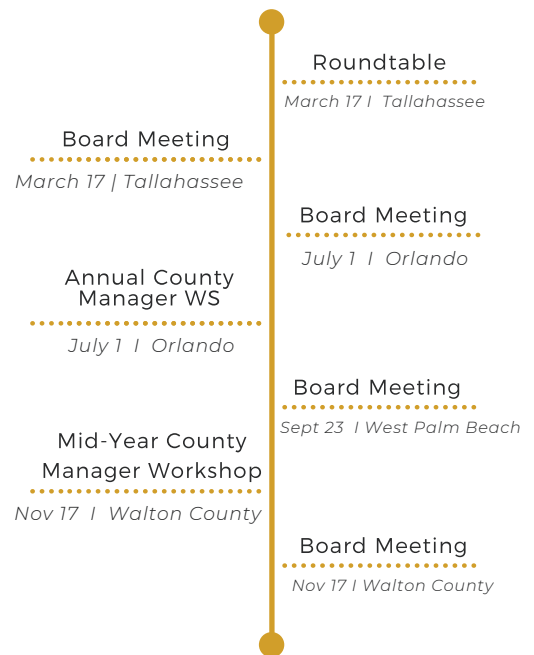 Roundtable
March 17 I Tallahassee
Board Meeting
March 17 | Tallahassee
Board Meeting
July 1 I Orlando
Annual County
Manager WS
July 1 I Orlando
Board Meeting
Sept 23 I West Palm Beach
Mid-Year County
Manager Workshop
Nov 17 I Walton County
Board Meeting
Nov 17 I Walton County